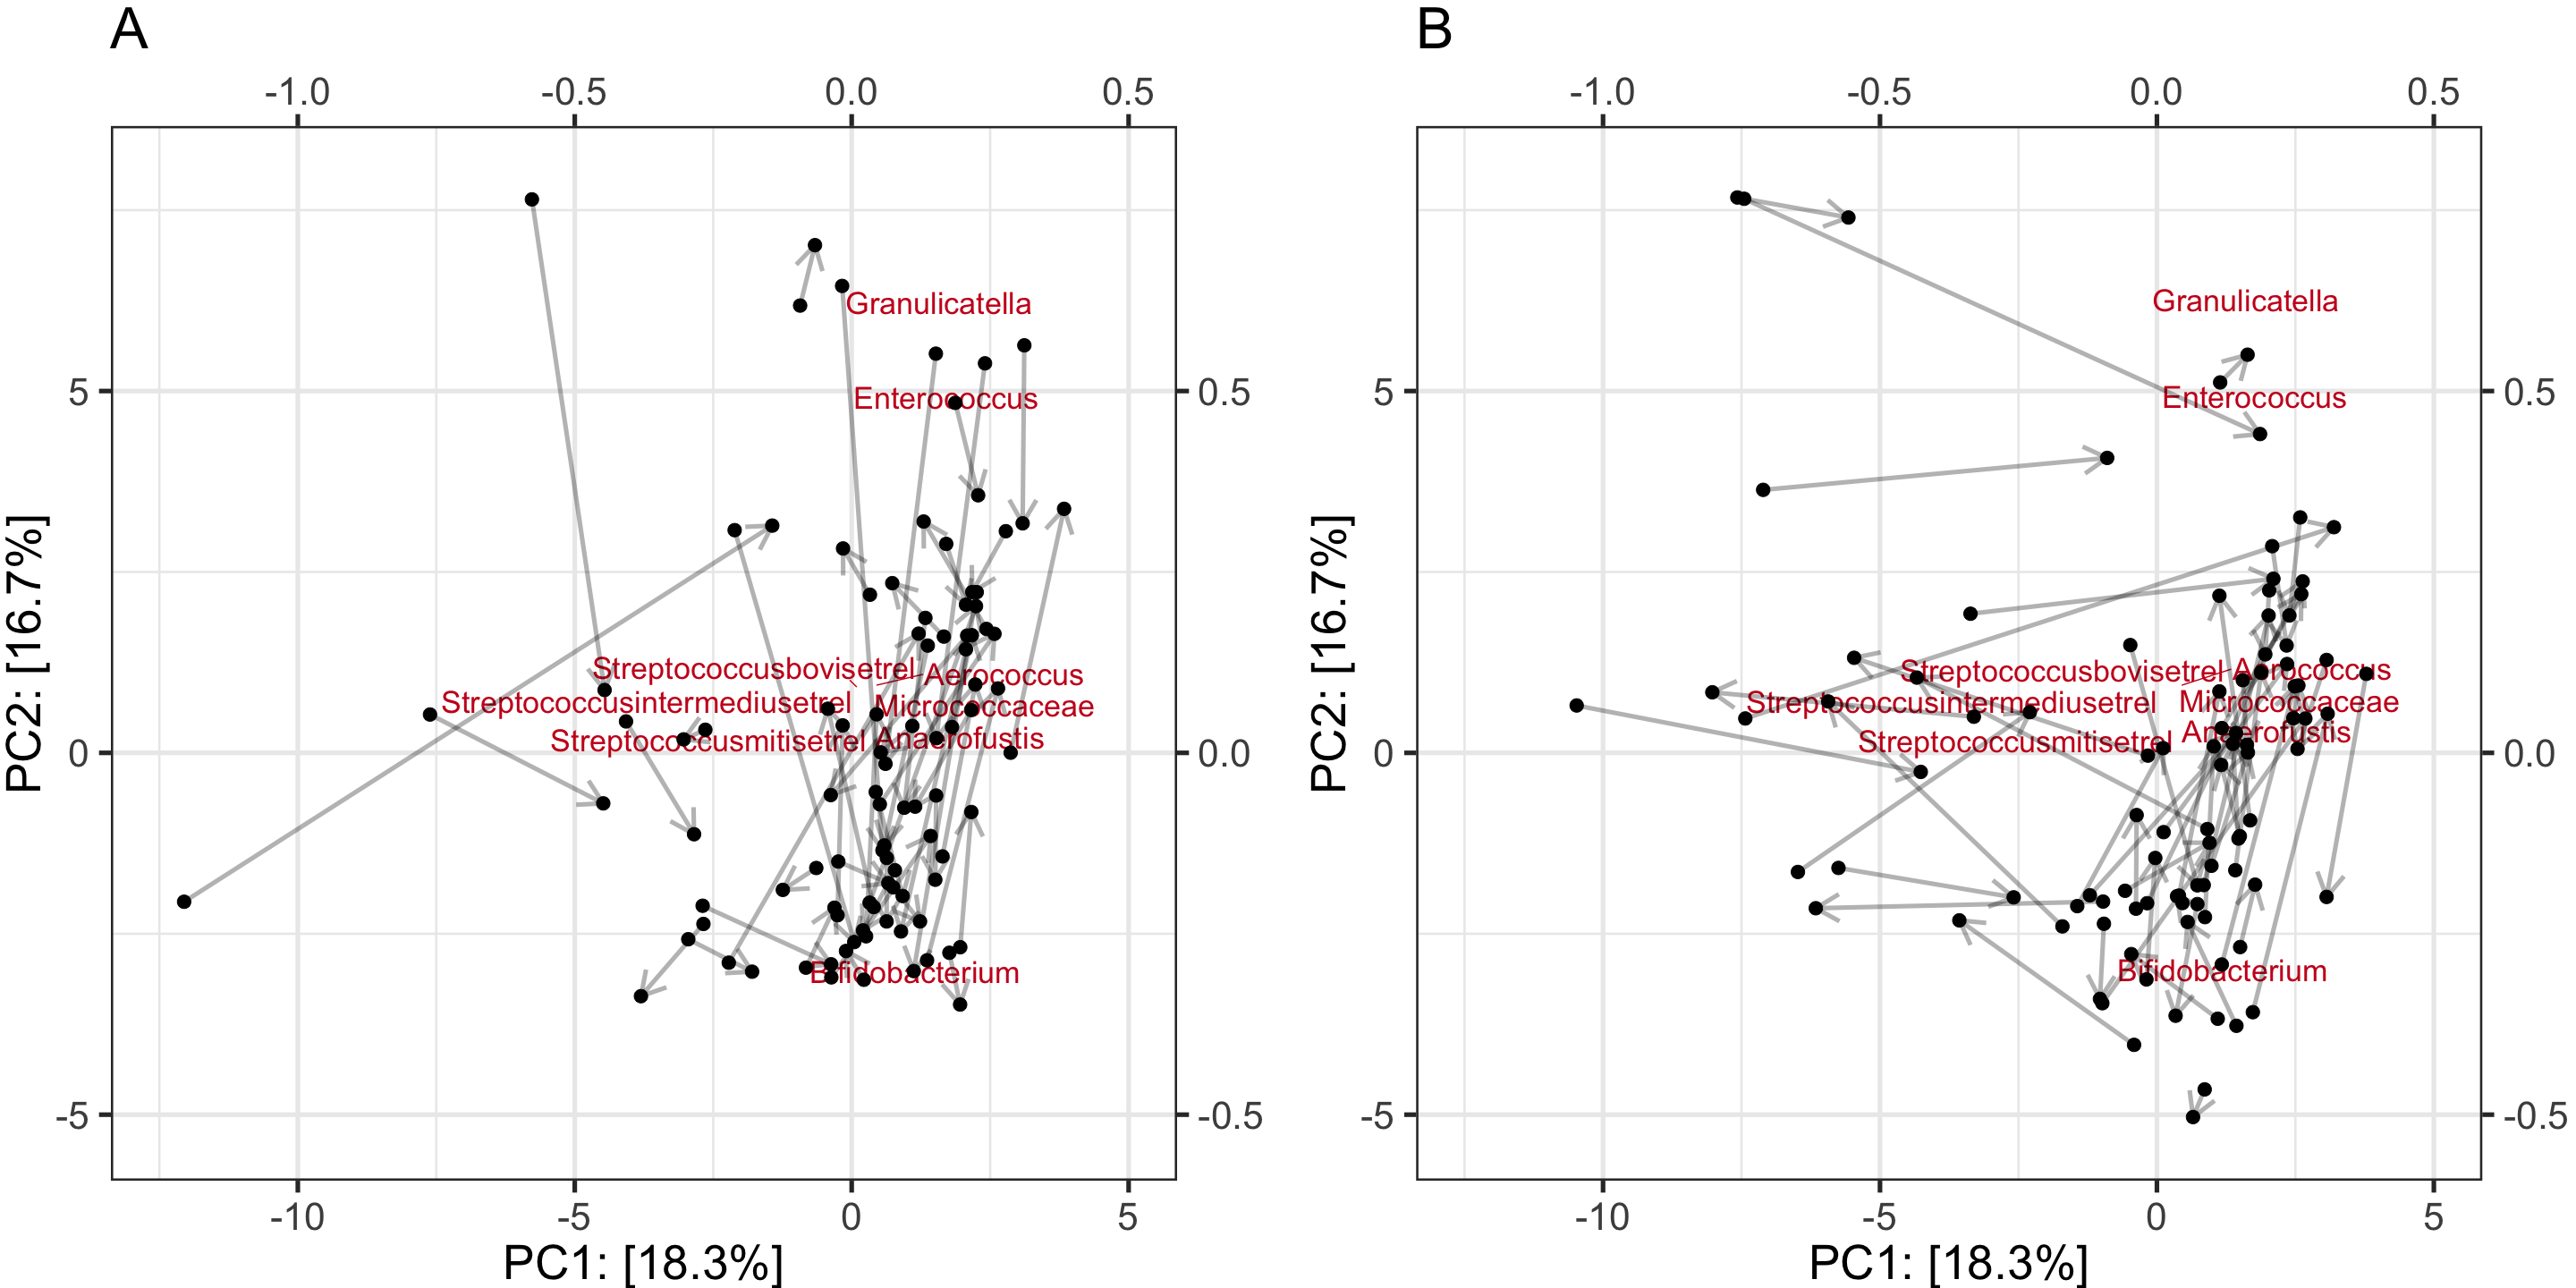 A
B
-1.0 -0.5 0.0 0.5
-1.0 -0.5 0.0 0.5
Granulicatella
Granulicatella
5
Enterococcus
0.5
5
Enterococcus
0.5
PC2: [16.7%]
PC2: [16.7%]
Streptococcusbovisetrel
Aerococcus
Streptococcusbovisetrel
Aerococcus
Streptococcusintermediusetrel
Micrococcaceae
Streptococcusintermediusetrel
Micrococcaceae
Streptococcusmitisetrel
Anaerofustis
Streptococcusmitisetrel
Anaerofustis
0
0.0
0
0.0
Bifidobacterium
Bifidobacterium
-5
-0.5
-5
-0.5
-10 -5 0 5
-10 -5 0 5
PC1: [18.3%]
PC1: [18.3%]